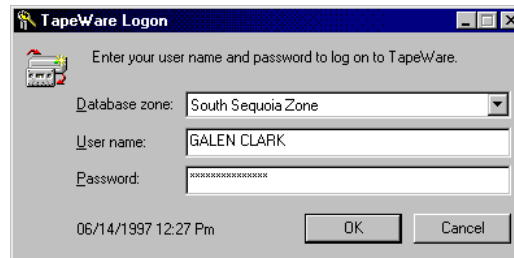 TapeWare Logon
Enter your user name and password to log on to TapeWare.
Database zone: South Sequoia Zone
User name: GALEN CLARK
Password: ***************
06/14/1997 12:27 Pm OK Cancel